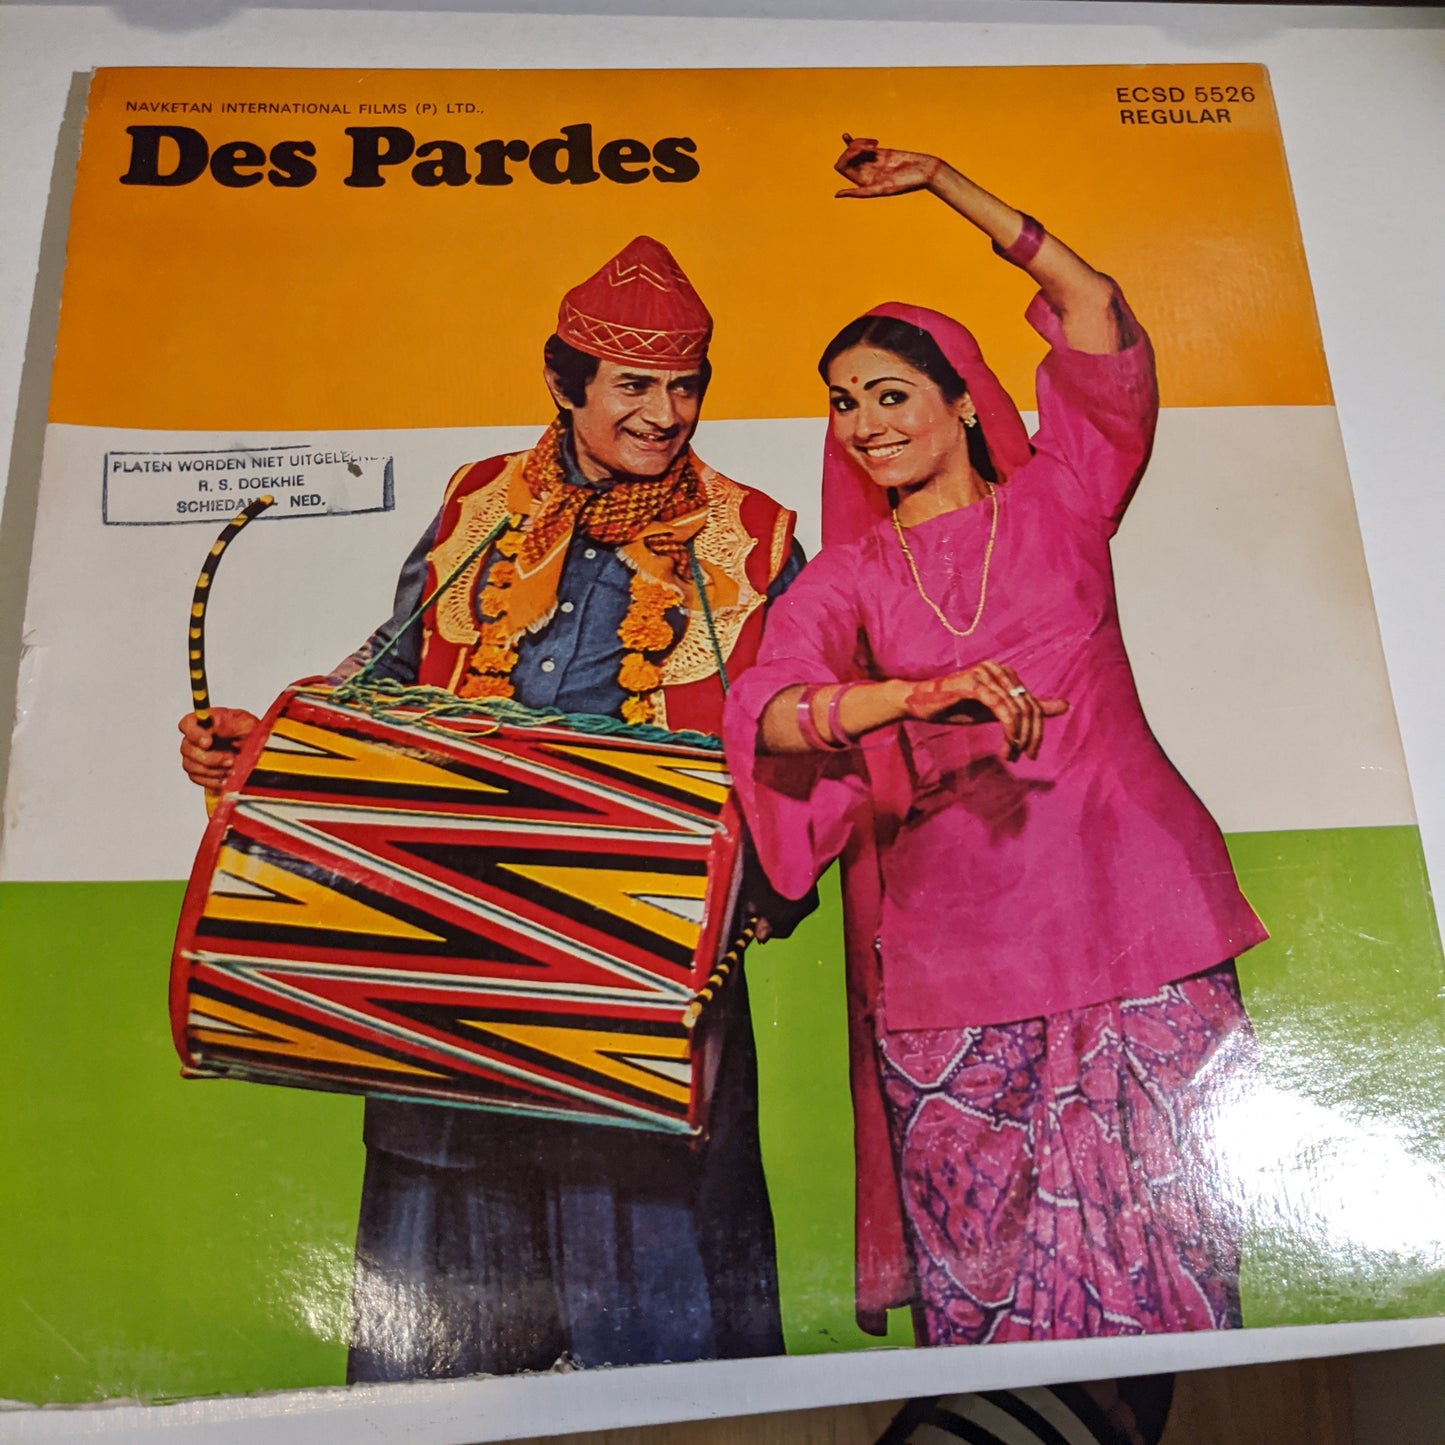 NAVKETAN INTERNATIONAL FILMS (P) LTD.,
Des Pardes
ECSD 5526
REGULAR
PLATEN WORDEN NIET
R. S. DOEKHIE
NED.